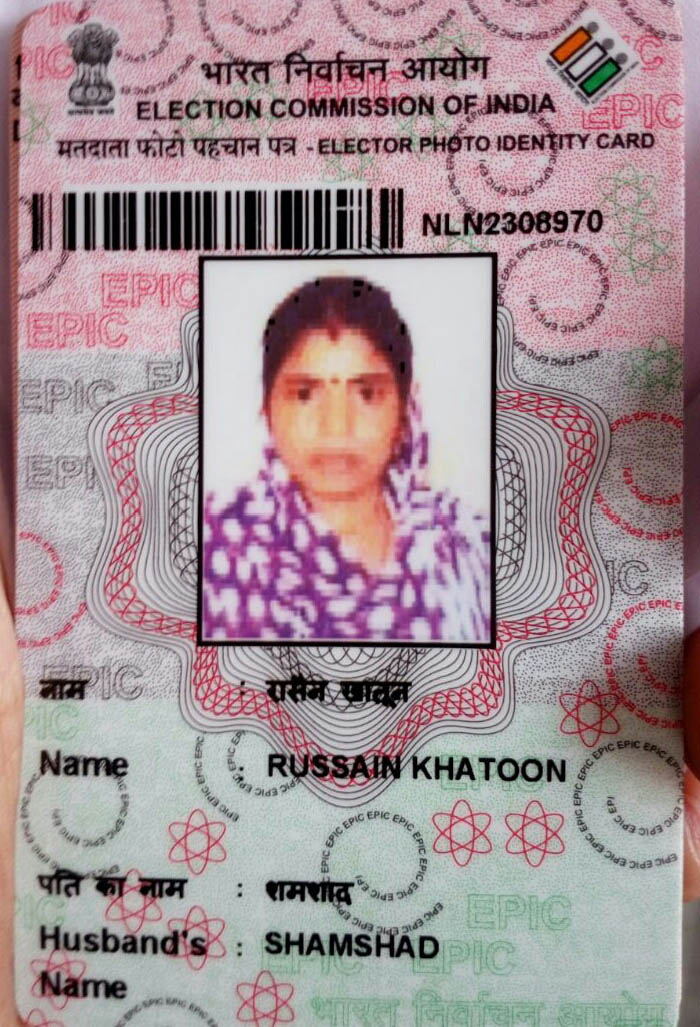 भारत निर्वाचन आयोग
ELECTION COMMISSION OF INDIA
मतदाता फोटो पहचान पत्र - ELECTOR PHOTO IDENTITY CARD
NLN2308970
नाम : रासैन खातून
Name : RUSSAIN KHATOON
पति का नाम : शमशाद
Husband's : SHAMSHAD
Name
भारत निर्वाचन आयोग